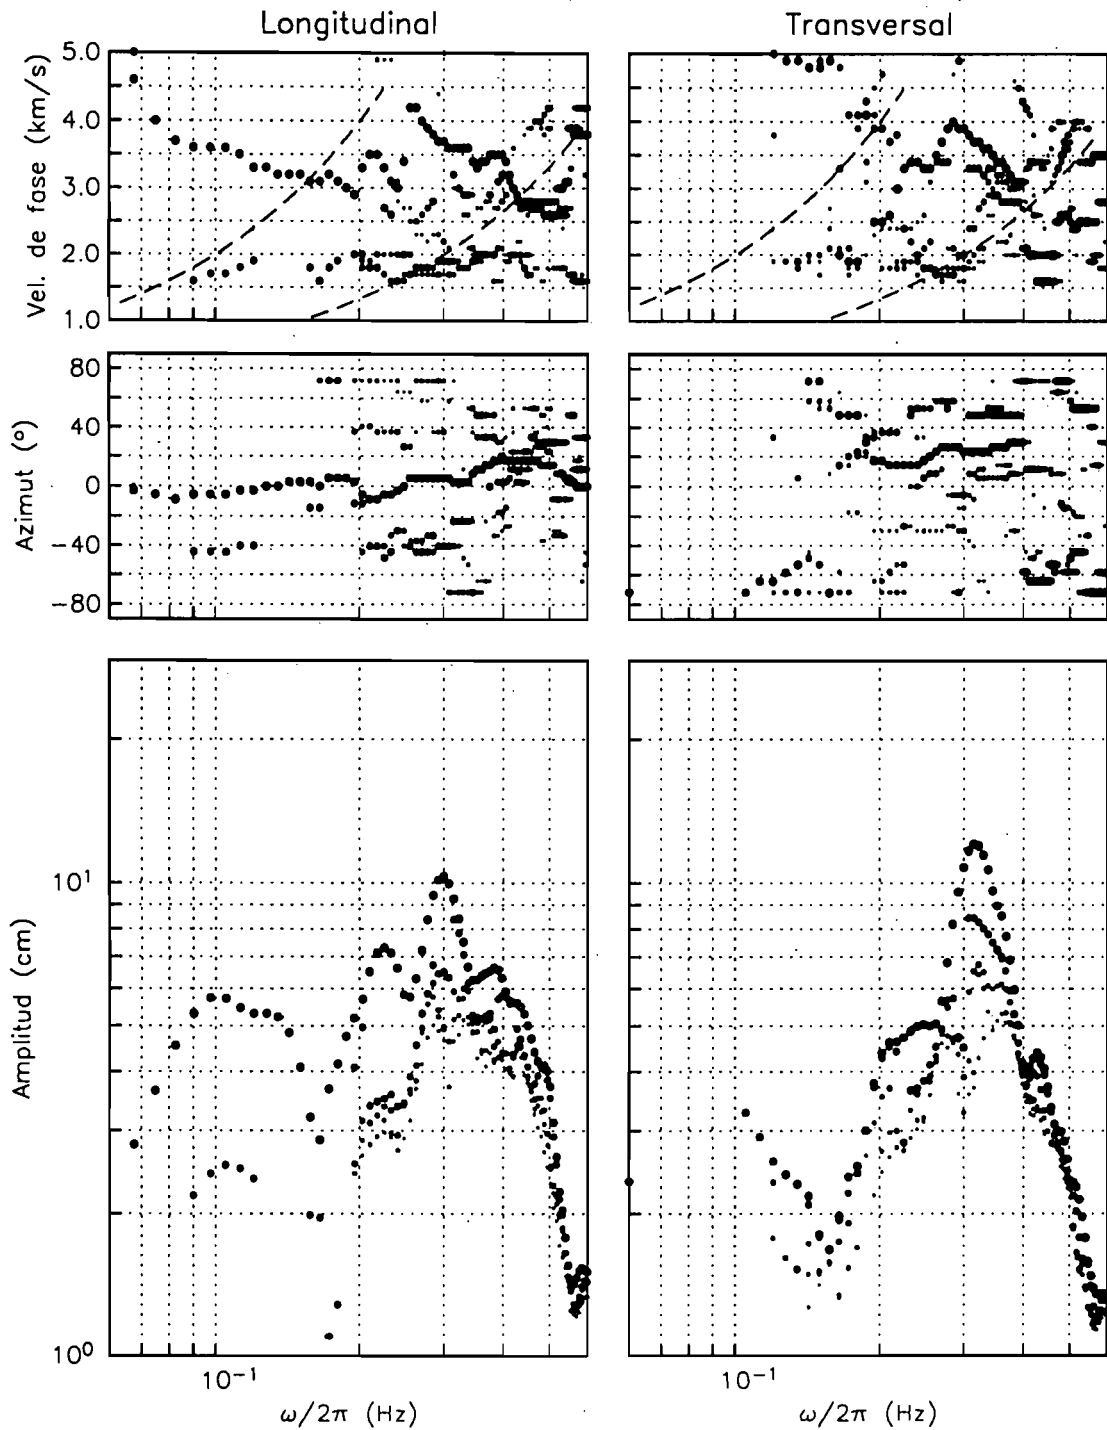 Longitudinal Transversal
Vel. de fase (km/s)
5.0
4.0
3.0
2.0
1.0
Azimut (°)
80
40
0
−40
−80
Amplitud (cm)
10¹
10⁰
10⁻¹ 10⁻¹
ω/2π (Hz) ω/2π (Hz)